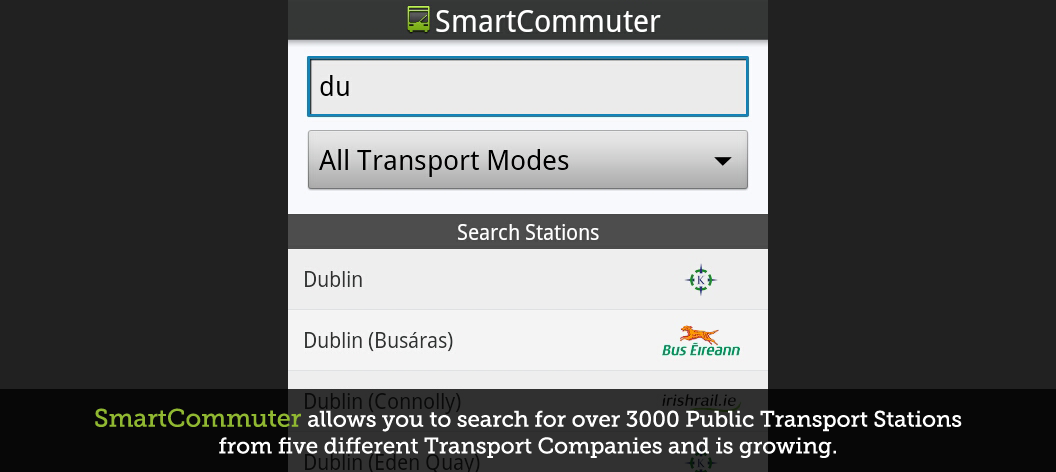 SmartCommuter
du
All Transport Modes
Search Stations
Dublin
K
Dublin (Busáras)
Bus Éireann
Dublin (Connolly)
irishrail.ie
SmartCommuter allows you to search for over 3000 Public Transport Stations
from five different Transport Companies and is growing.
Dublin (Eden Quay)
K